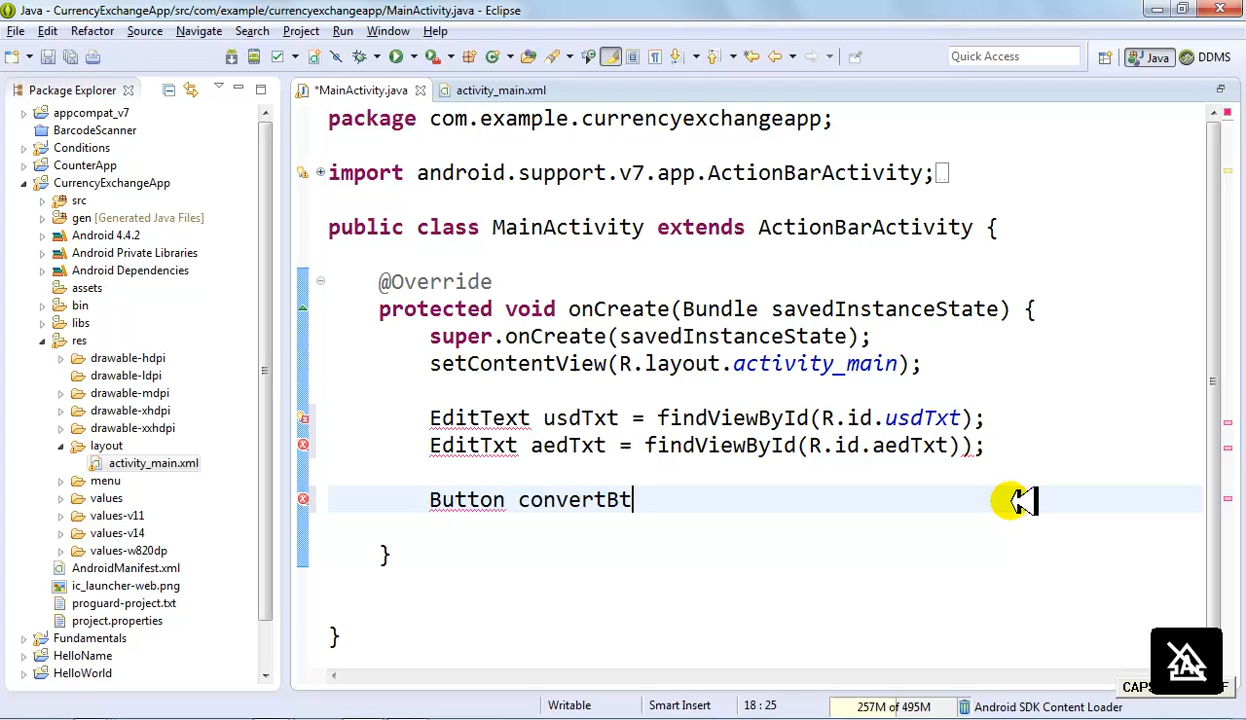 Java - CurrencyExchangeApp/src/com/example/currencyexchangeapp/MainActivity.java - Eclipse
File Edit Refactor Source Navigate Search Project Run Window Help
Quick Access
Java
DDMS
Package Explorer
*MainActivity.java
activity_main.xml
appcompat_v7
BarcodeScanner
Conditions
CounterApp
CurrencyExchangeApp
src
gen [Generated Java Files]
Android 4.4.2
Android Private Libraries
Android Dependencies
assets
bin
libs
res
drawable-hdpi
drawable-ldpi
drawable-mdpi
drawable-xhdpi
drawable-xxhdpi
layout
activity_main.xml
menu
values
values-v11
values-v14
values-w820dp
AndroidManifest.xml
ic_launcher-web.png
proguard-project.txt
project.properties
Fundamentals
HelloName
HelloWorld
package com.example.currencyexchangeapp;
import android.support.v7.app.ActionBarActivity;
public class MainActivity extends ActionBarActivity {
@Override
protected void onCreate(Bundle savedInstanceState) {
super.onCreate(savedInstanceState);
setContentView(R.layout.activity_main);
EditText usdTxt = findViewById(R.id.usdTxt);
EditTxt aedTxt = findViewById(R.id.aedTxt));
Button convertBt
}
}
Writable
Smart Insert
18 : 25
257M of 495M
Android SDK Content Loader